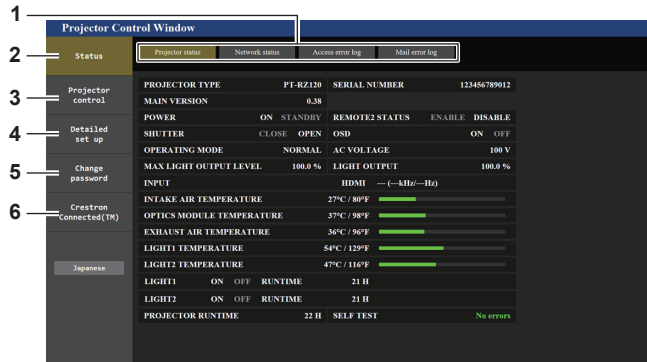 1
Projector Control Window
2
Status
Projector status
Network status
Access error log
Mail error log
3
Projector
control
4
Detailed
set up
5
Change
password
6
Crestron
Connected(TM)
Japanese
PROJECTOR TYPE PT-RZ120 SERIAL NUMBER 123456789012
MAIN VERSION 0.38
POWER ON STANDBY REMOTE2 STATUS ENABLE DISABLE
SHUTTER CLOSE OPEN OSD ON OFF
OPERATING MODE NORMAL AC VOLTAGE 100 V
MAX LIGHT OUTPUT LEVEL 100.0 % LIGHT OUTPUT 100.0 %
INPUT HDMI — (—kHz/—Hz)
INTAKE AIR TEMPERATURE 27°C / 80°F
OPTICS MODULE TEMPERATURE 37°C / 98°F
EXHAUST AIR TEMPERATURE 36°C / 96°F
LIGHT1 TEMPERATURE 54°C / 129°F
LIGHT2 TEMPERATURE 47°C / 116°F
LIGHT1 ON OFF RUNTIME 21 H
LIGHT2 ON OFF RUNTIME 21 H
PROJECTOR RUNTIME 22 H SELF TEST No errors